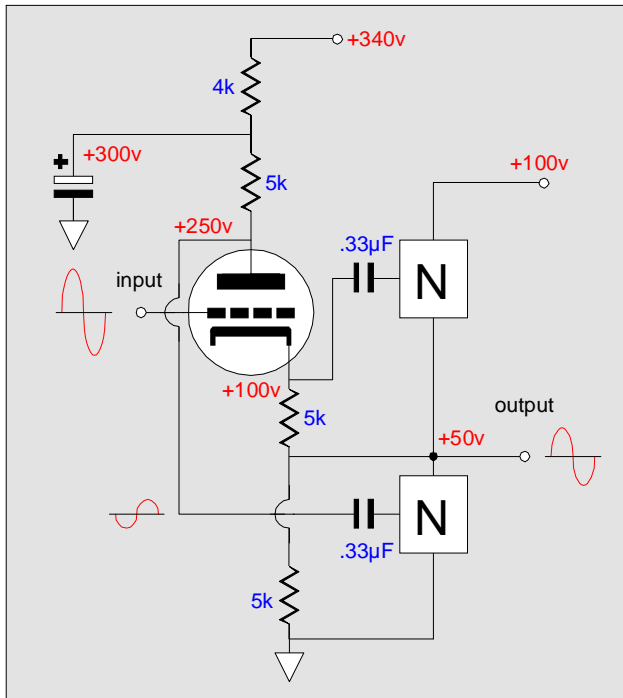 +340v
4k
+300v
+100v
5k
+250v
.33µF
input
N
+100v
output
5k
+50v
N
.33µF
5k